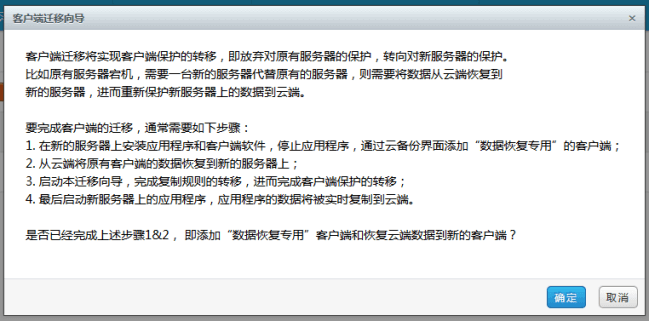 客户端迁移向导
客户端迁移将实现客户端保护的转移，即放弃对原有服务器的保护，转向对新服务器的保护。
比如原有服务器宕机，需要一台新的服务器代替原有的服务器，则需要将数据从云端恢复到
新的服务器，进而重新保护新服务器上的数据到云端。
要完成客户端的迁移，通常需要如下步骤：
1. 在新的服务器上安装应用程序和客户端软件，停止应用程序，通过云备份界面添加“数据恢复专用”的客户端；
2. 从云端将原有客户端的数据恢复到新的服务器上；
3. 启动本迁移向导，完成复制规则的转移，进而完成客户端保护的转移；
4. 最后启动新服务器上的应用程序，应用程序的数据将被实时复制到云端。
是否已经完成上述步骤1&2， 即添加“数据恢复专用”客户端和恢复云端数据到新的客户端？
确定
取消